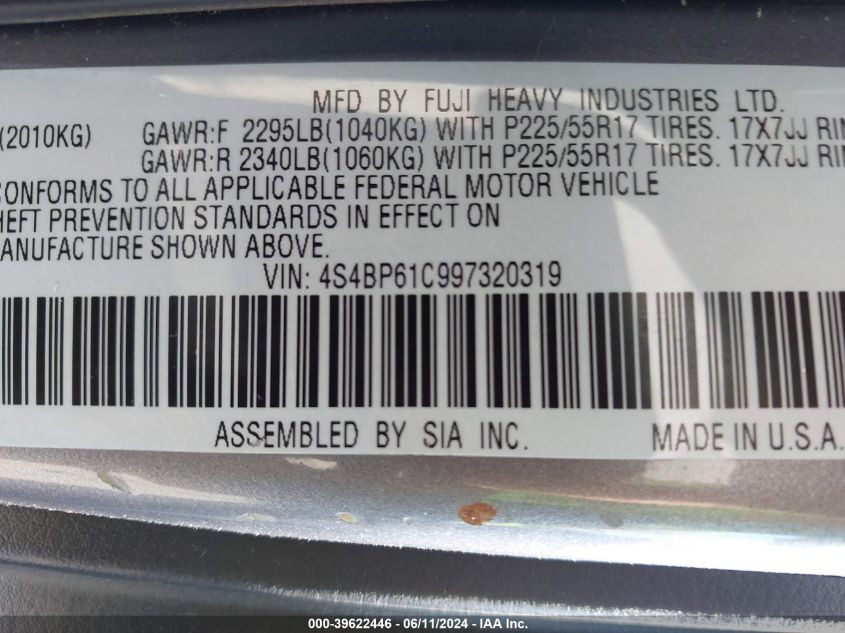 MFD BY FUJI HEAVY INDUSTRIES LTD.
(2010KG) GAWR:F 2295LB(1040KG) WITH P225/55R17 TIRES. 17X7JJ RIM
GAWR:R 2340LB(1060KG) WITH P225/55R17 TIRES. 17X7JJ RIM
CONFORMS TO ALL APPLICABLE FEDERAL MOTOR VEHICLE
HEFT PREVENTION STANDARDS IN EFFECT ON
ANUFACTURE SHOWN ABOVE.
VIN: 4S4BP61C997320319
ASSEMBLED BY SIA INC. MADE IN U.S.A.
000-39622446 - 06/11/2024 - IAA Inc.